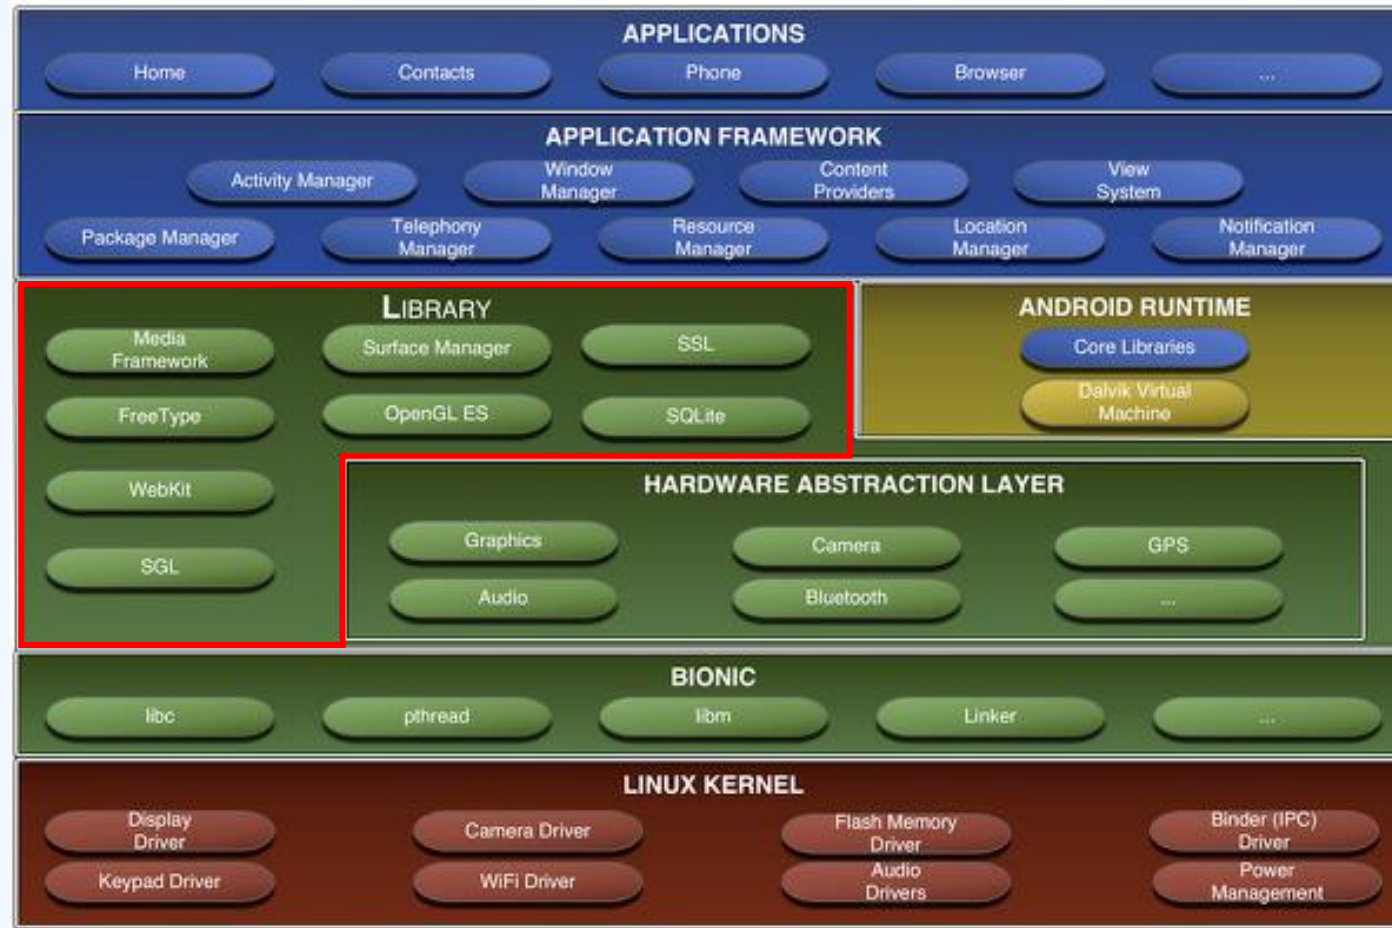 APPLICATIONS
Home
Contacts
Phone
Browser
...
APPLICATION FRAMEWORK
Activity Manager
Window
Manager
Content
Providers
View
System
Package Manager
Telephony
Manager
Resource
Manager
Location
Manager
Notification
Manager
LIBRARY
Media
Framework
Surface Manager
SSL
FreeType
OpenGL ES
SQLite
WebKit
SGL
ANDROID RUNTIME
Core Libraries
Dalvik Virtual
Machine
HARDWARE ABSTRACTION LAYER
Graphics
Camera
GPS
Audio
Bluetooth
...
BIONIC
libc
pthread
libm
Linker
...
LINUX KERNEL
Display
Driver
Camera Driver
Flash Memory
Driver
Binder (IPC)
Driver
Keypad Driver
WiFi Driver
Audio
Drivers
Power
Management